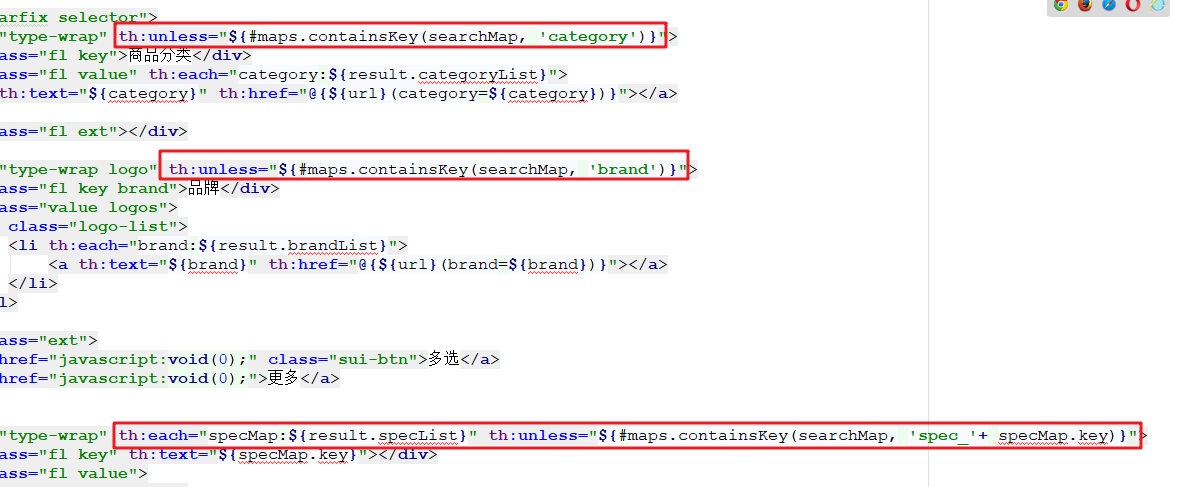 arfix selector">
"type-wrap" th:unless="${#maps.containsKey(searchMap, 'category')}">
ass="fl key">商品分类</div>
ass="fl value" th:each="category:${result.categoryList}">
th:text="${category}" th:href="@{${url}(category=${category})}"></a>
ass="fl ext"></div>
"type-wrap logo" th:unless="${#maps.containsKey(searchMap, 'brand')}">
ass="fl key brand">品牌</div>
ass="value logos">
class="logo-list">
<li th:each="brand:${result.brandList}">
<a th:text="${brand}" th:href="@{${url}(brand=${brand})}"></a>
</li>
l>
ass="ext">
href="javascript:void(0);" class="sui-btn">多选</a>
href="javascript:void(0);">更多</a>
"type-wrap" th:each="specMap:${result.specList}" th:unless="${#maps.containsKey(searchMap, 'spec_'+ specMap.key)}">
ass="fl key" th:text="${specMap.key}"></div>
ass="fl value">